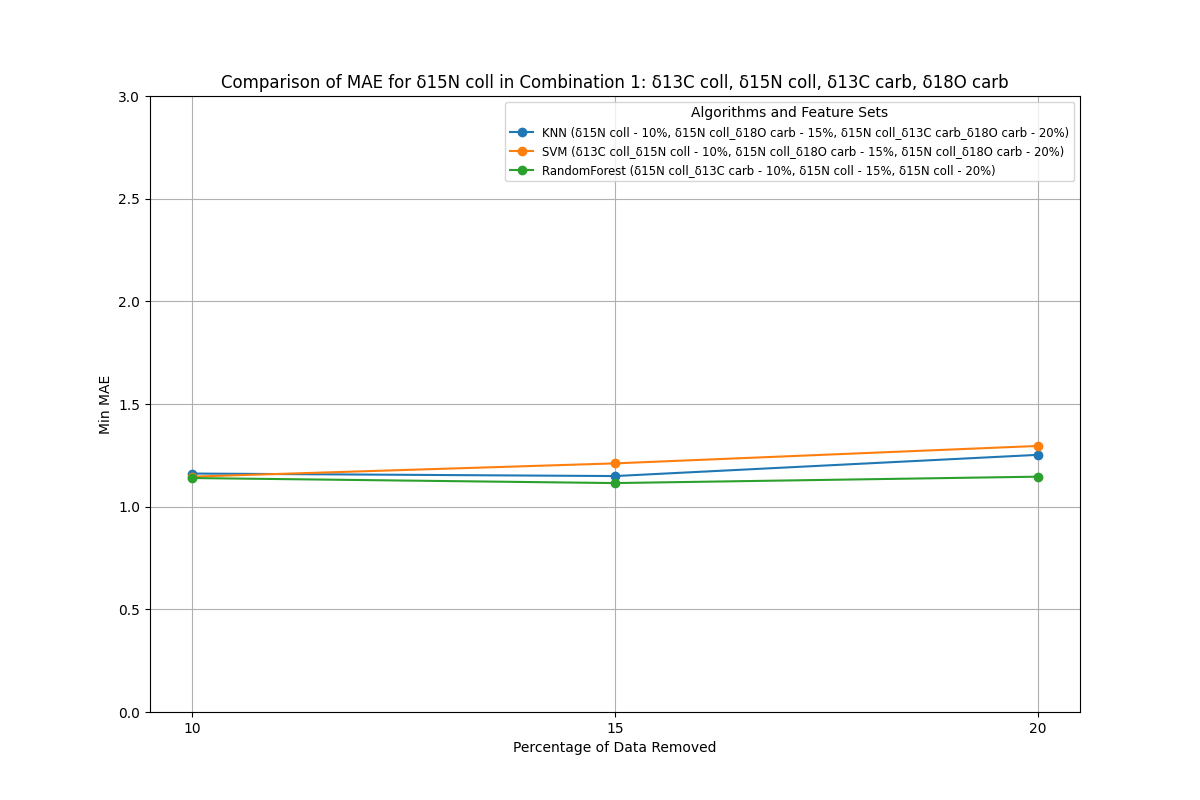 Comparison of MAE for δ15N coll in Combination 1: δ13C coll, δ15N coll, δ13C carb, δ18O carb
3.0
Algorithms and Feature Sets
KNN (δ15N coll - 10%, δ15N coll_δ18O carb - 15%, δ15N coll_δ13C carb_δ18O carb - 20%)
SVM (δ13C coll_δ15N coll - 10%, δ15N coll_δ18O carb - 15%, δ15N coll_δ18O carb - 20%)
RandomForest (δ15N coll_δ13C carb - 10%, δ15N coll - 15%, δ15N coll - 20%)
2.5
2.0
1.5
Min MAE
1.0
0.5
0.0
10 15 20
Percentage of Data Removed